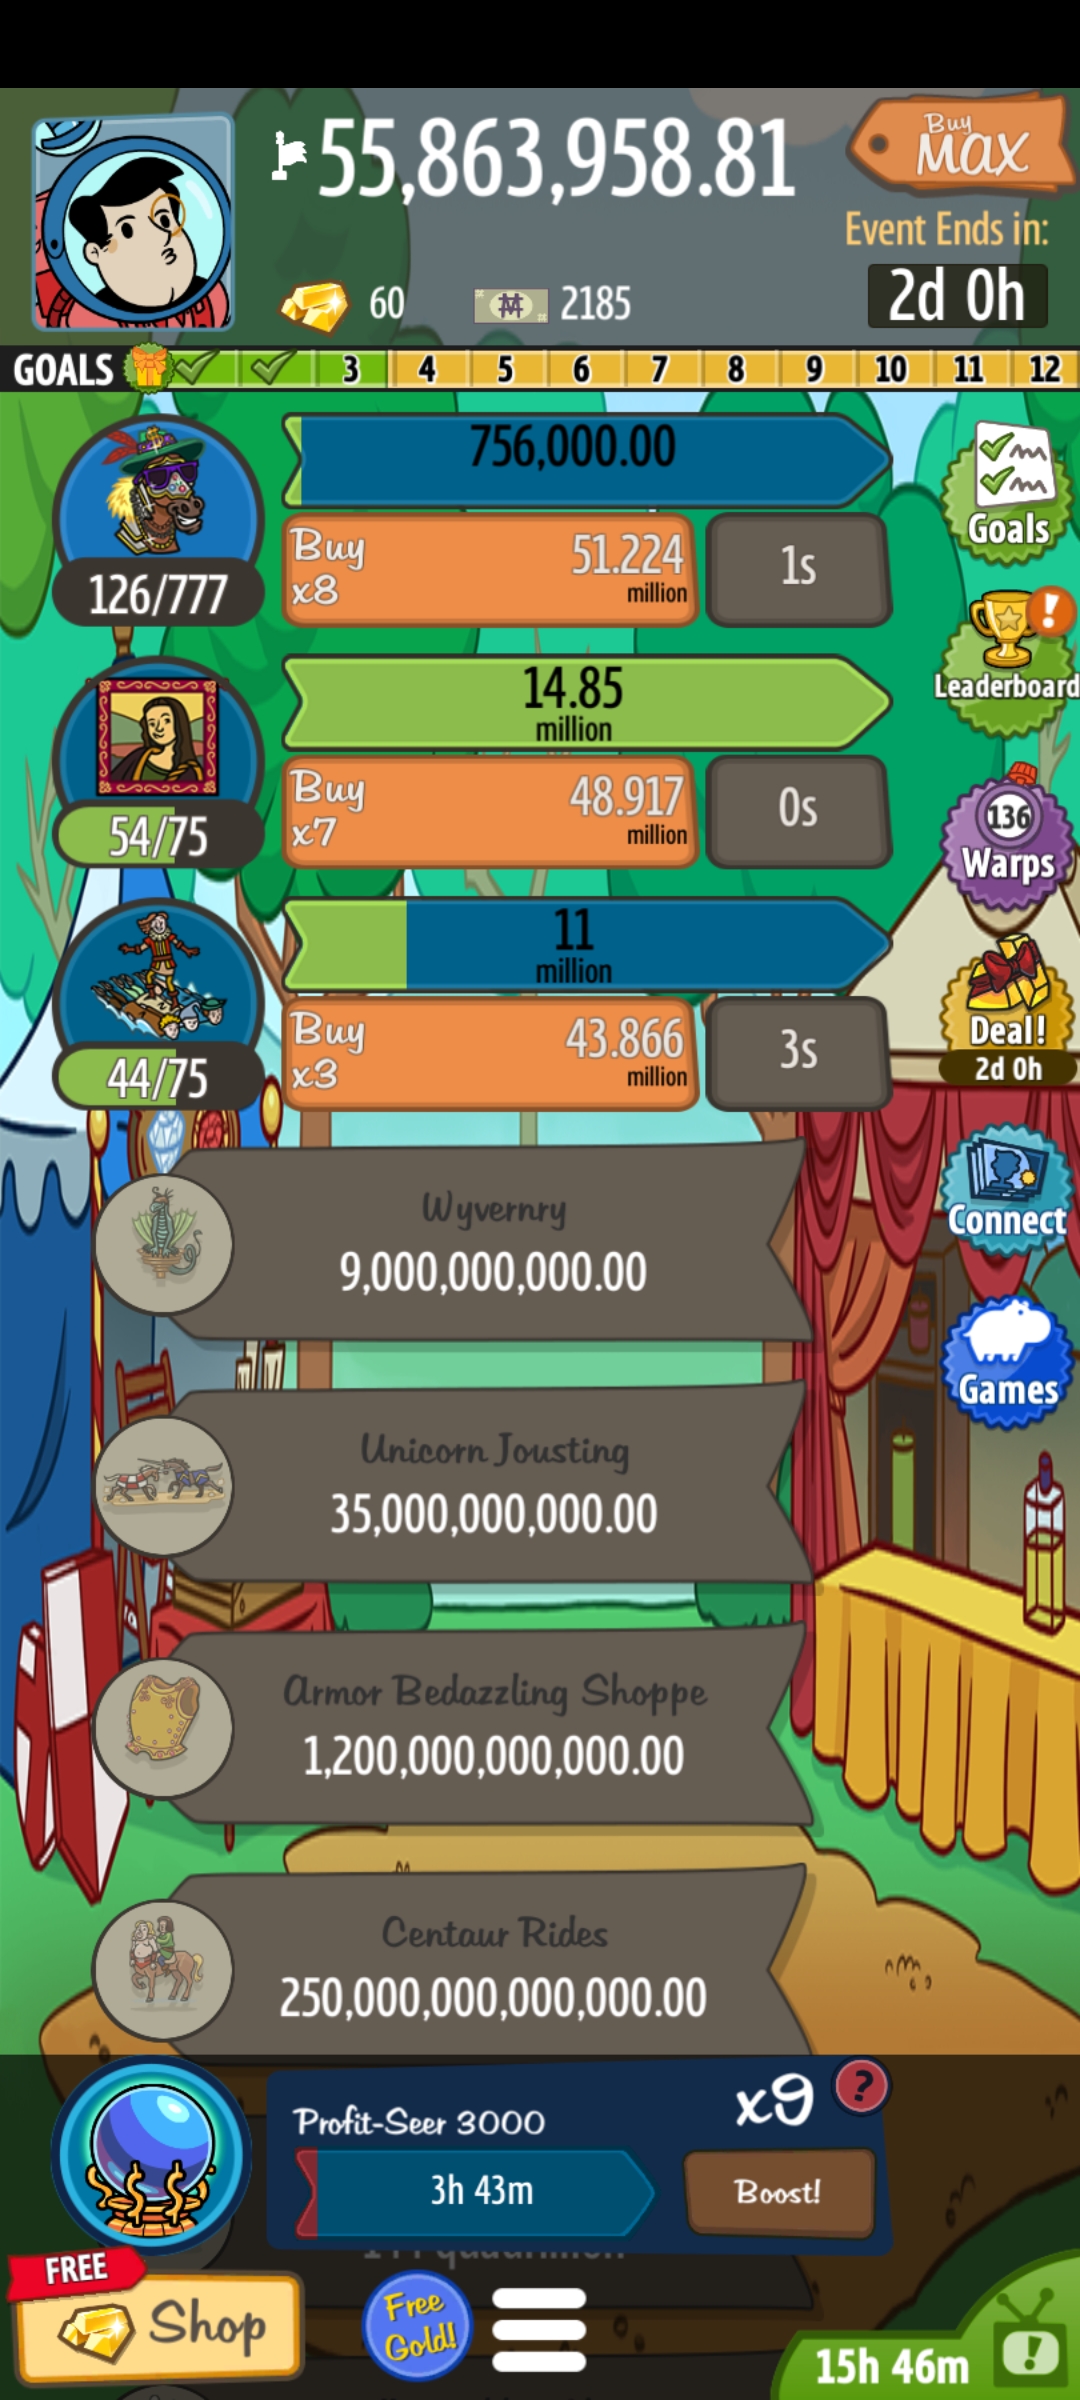 55,863,958.81
Buy
MAX
Event Ends in:
2d 0h
60
2185
GOALS
3 4 5 6 7 8 9 10 11 12
756,000.00
126/777
Buy
x8
51.224
million
1s
Goals
14.85
million
54/75
Buy
x7
48.917
million
0s
Leaderboard
136
Warps
11
million
44/75
Buy
x3
43.866
million
3s
Deal!
2d 0h
Wyvernry
9,000,000,000.00
Connect
Unicorn Jousting
35,000,000,000.00
Games
Armor Bedazzling Shoppe
1,200,000,000,000.00
Centaur Rides
250,000,000,000,000.00
Profit-Seer 3000
x9
?
3h 43m
Boost!
FREE
Shop
Free
Gold!
15h 46m